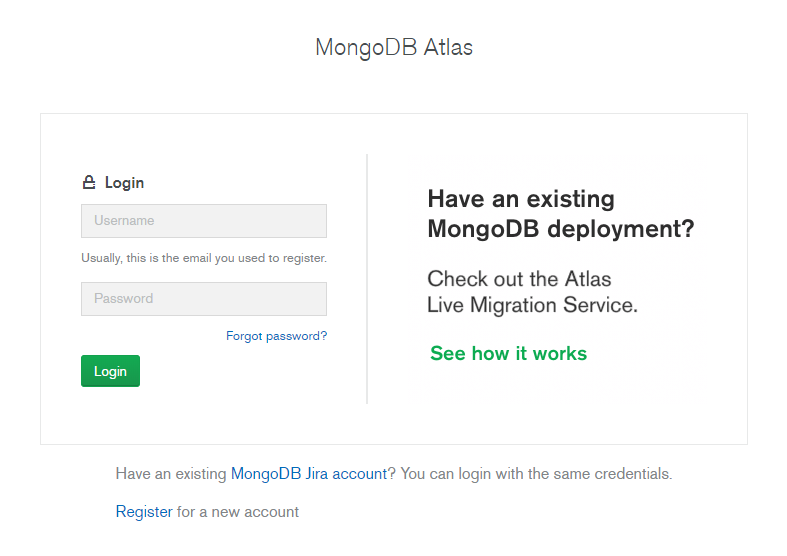 MongoDB Atlas
Login
Username
Usually, this is the email you used to register.
Password
Forgot password?
Login
Have an existing
MongoDB deployment?
Check out the Atlas
Live Migration Service.
See how it works
Have an existing MongoDB Jira account? You can login with the same credentials.
Register for a new account